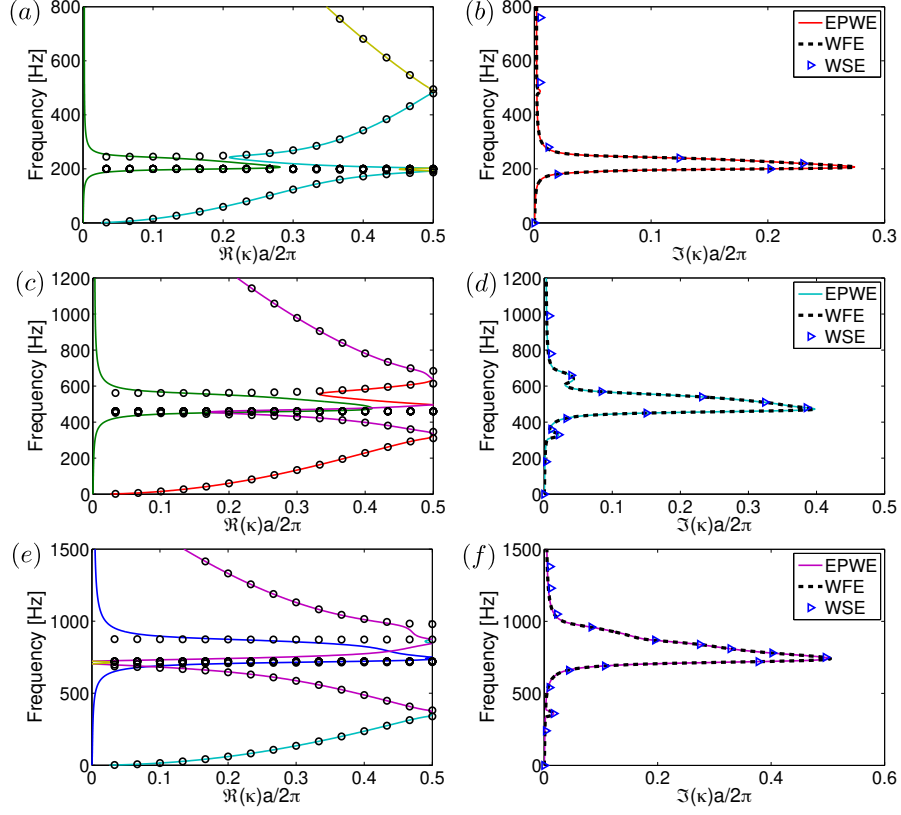 (a)
800
600
400
200
0
Frequency [Hz]
0
0.1
0.2
0.3
0.4
0.5
ℜ(κ)a/2π
(b)
800
600
400
200
0
Frequency [Hz]
0
0.1
0.2
0.3
ℑ(κ)a/2π
EPWE
WFE
WSE
(c)
1200
1000
800
600
400
200
0
Frequency [Hz]
0
0.1
0.2
0.3
0.4
0.5
ℜ(κ)a/2π
(d)
1200
1000
800
600
400
200
0
Frequency [Hz]
0
0.1
0.2
0.3
0.4
0.5
ℑ(κ)a/2π
EPWE
WFE
WSE
(e)
1500
1000
500
0
Frequency [Hz]
0
0.1
0.2
0.3
0.4
0.5
ℜ(κ)a/2π
(f)
1500
1000
500
0
Frequency [Hz]
0
0.2
0.4
0.6
ℑ(κ)a/2π
EPWE
WFE
WSE